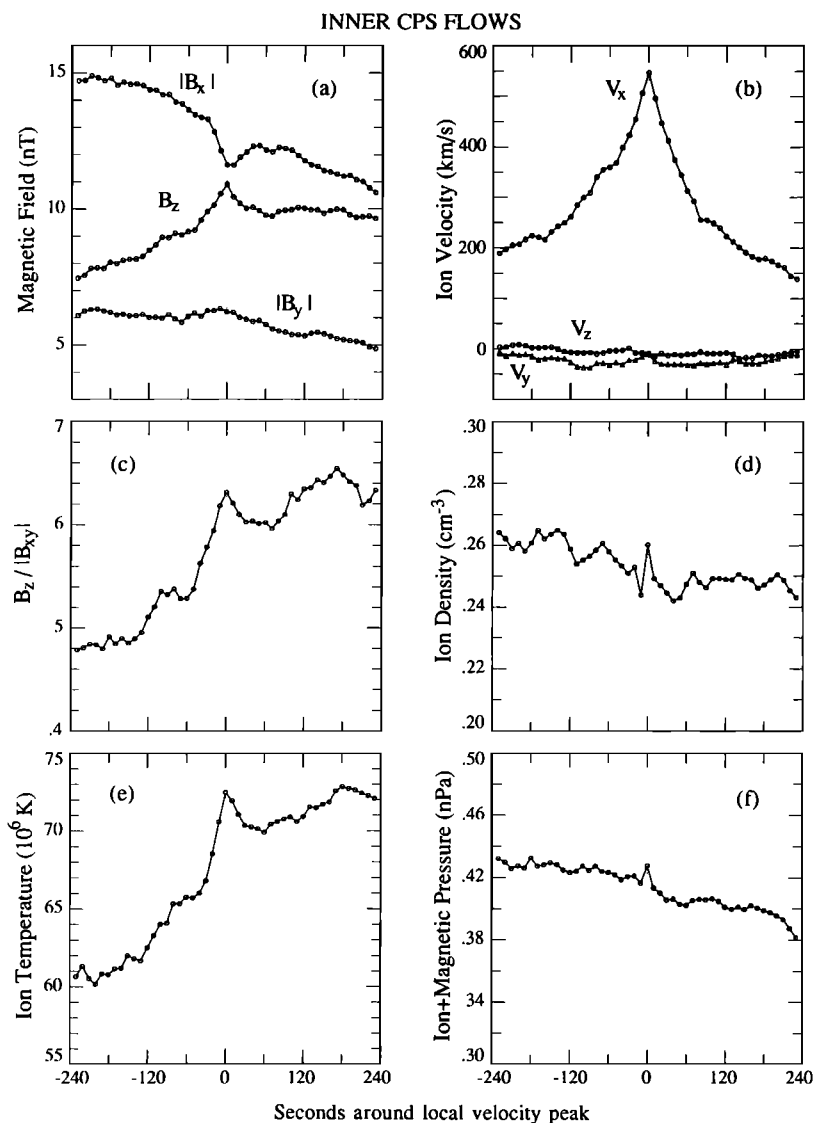 INNER CPS FLOWS
15
10
5
Magnetic Field (nT)
|Bx|
Bz
|By|
(a)
600
400
200
0
Ion Velocity (km/s)
Vx
Vz
Vy
(b)
.6
.5
.4
Bz / |Bxy|
(c)
.30
.28
.26
.24
.22
.20
Ion Density (cm-3)
(d)
75
70
65
60
55
Ion Temperature (10^6 K)
(e)
.50
.46
.42
.38
.34
.30
Ion+Magnetic Pressure (nPa)
(f)
-240 -120 0 120 240
-240 -120 0 120 240
Seconds around local velocity peak